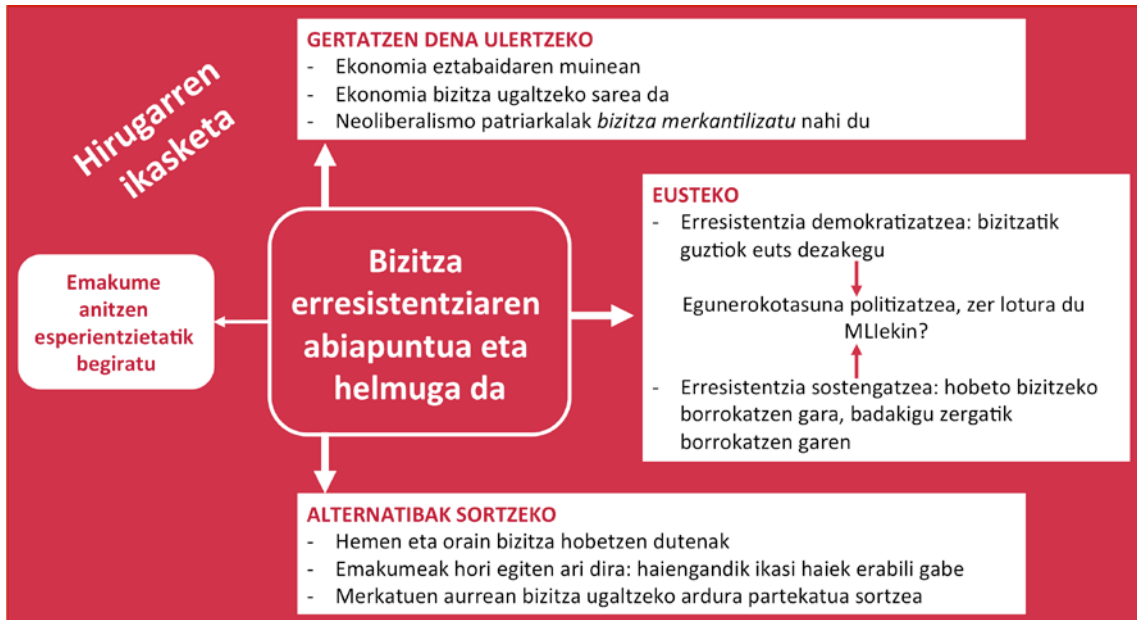 Hirugarren
ikasketa
GERTATZEN DENA ULERTZEKO
- Ekonomia eztabaidaren muinean
- Ekonomia bizitza ugaltzeko sarea da
- Neoliberalismo patriarkalak bizitza merkantilizatu nahi du
Emakume
anitzen
esperientzietatik
begiratu
Bizitza
erresistentziaren
abiapuntua eta
helmuga da
EUSTEKO
- Erresistentzia demokratizatzea: bizitzatik
guztiok euts dezakegu
Egunerokotasuna politizatzea, zer lotura du
MLIekin?
- Erresistentzia sostengatzea: hobeto bizitzeko
borrokatzen gara, badakigu zergatik
borrokatzen garen
ALTERNATIBAK SORTZEKO
- Hemen eta orain bizitza hobetzen dutenak
- Emakumeak hori egiten ari dira: haiengandik ikasi haiek erabili gabe
- Merkatuen aurrean bizitza ugaltzeko ardura partekatua sortzea